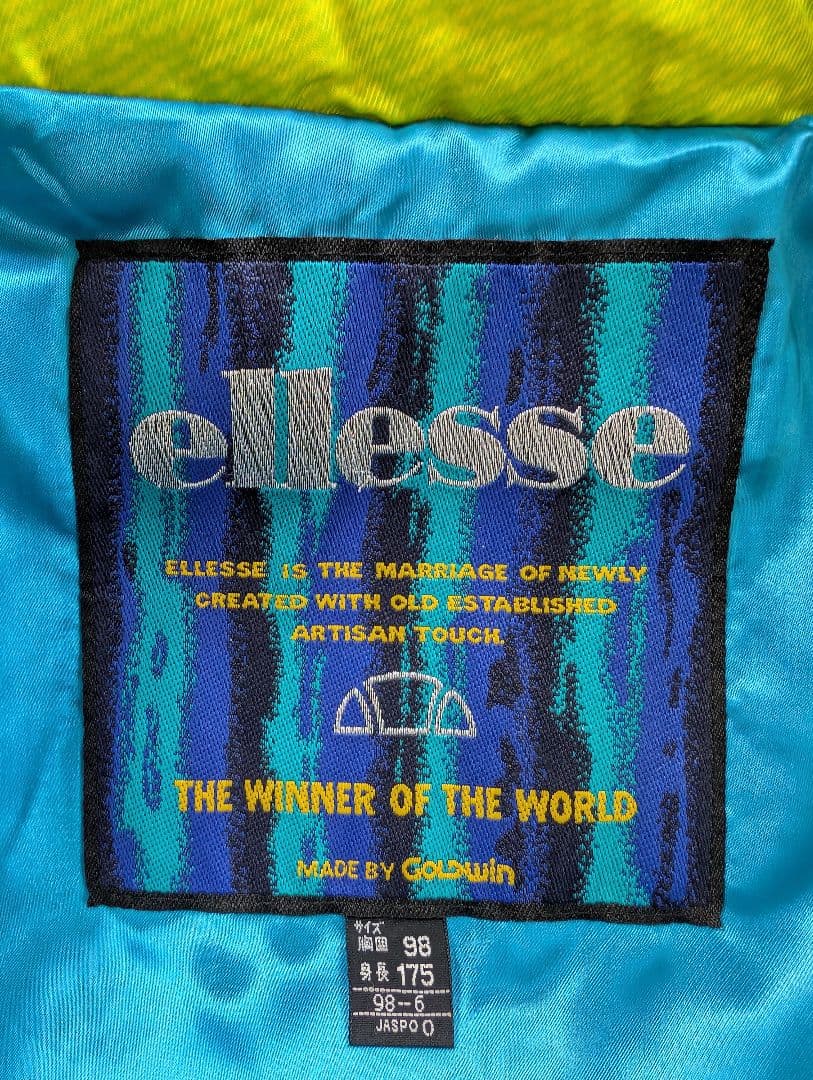 ellesse
ELLESSE IS THE MARRIAGE OF NEWLY
CREATED WITH OLD ESTABLISHED
ARTISAN TOUCH.
THE WINNER OF THE WORLD
MADE BY GOLDWIN
サイズ
胸囲 98
身長 175
98--6
JASPO O